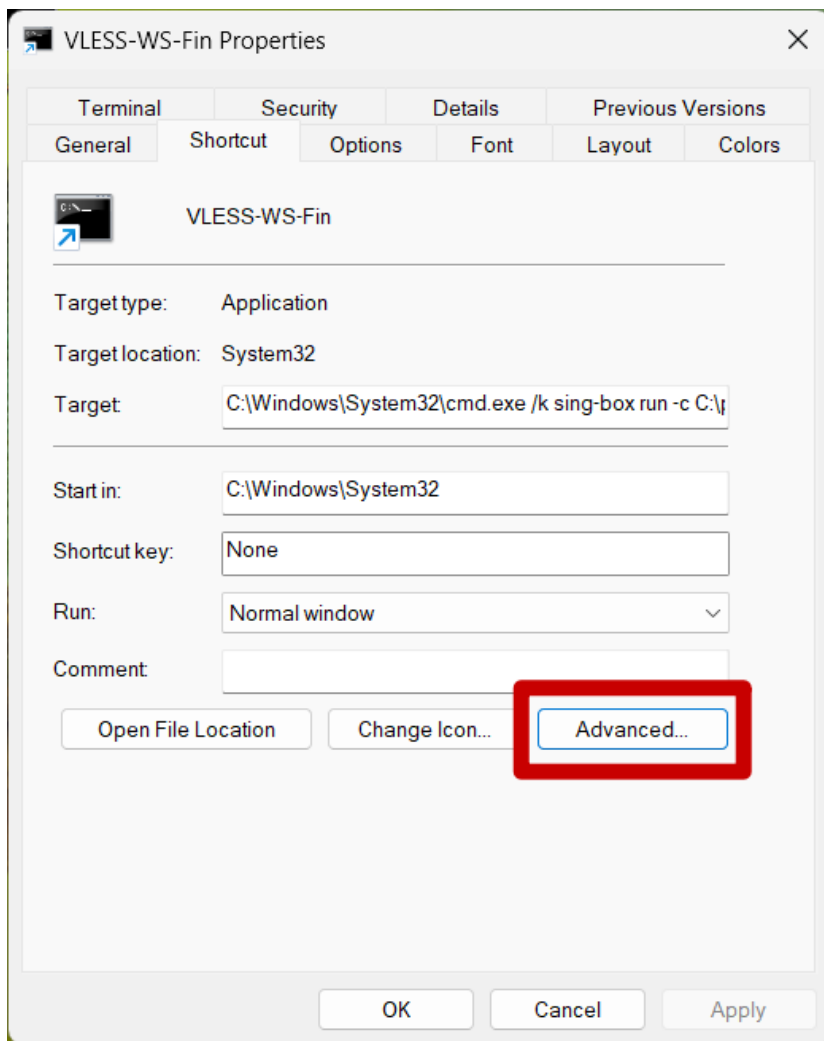 VLESS-WS-Fin Properties
Terminal Security Details Previous Versions
General Shortcut Options Font Layout Colors
C:\_
VLESS-WS-Fin
Target type: Application
Target location: System32
Target: C:\Windows\System32\cmd.exe /k sing-box run -c C:\p
Start in: C:\Windows\System32
Shortcut key: None
Run: Normal window
Comment:
Open File Location Change Icon... Advanced...
OK Cancel Apply